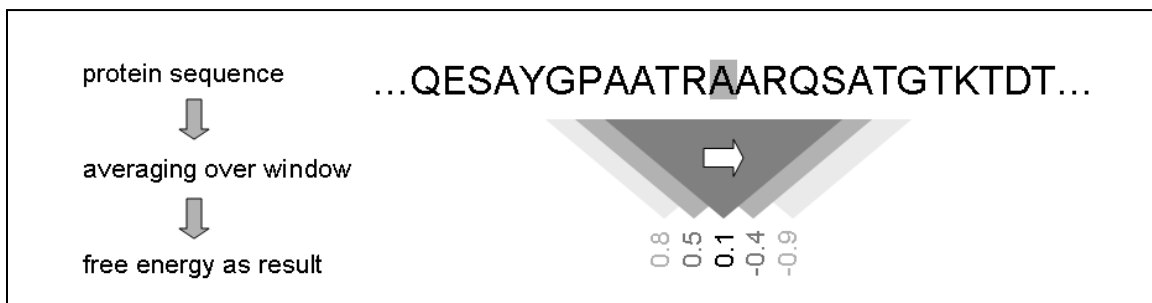 protein sequence
...QESAYGPAATRAARQSATGTKTDT...
averaging over window
free energy as result
0.8
0.5
0.1
-0.4
-0.9